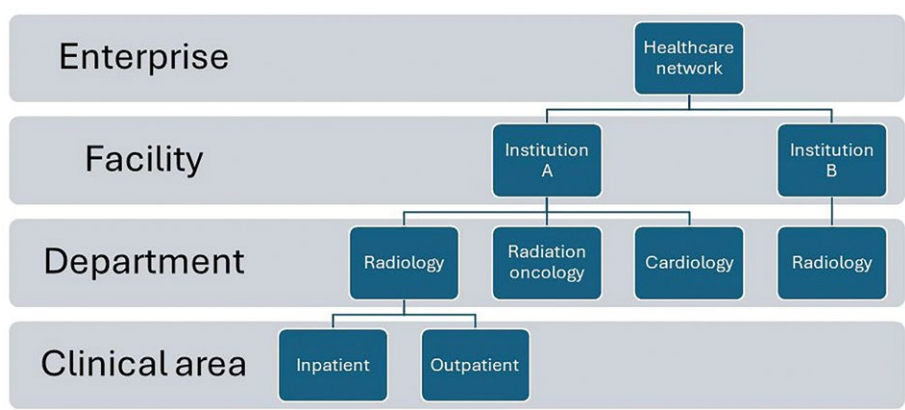 Enterprise
Healthcare
network
Facility
Institution
A
Institution
B
Department
Radiology
Radiation
oncology
Cardiology
Radiology
Clinical area
Inpatient
Outpatient